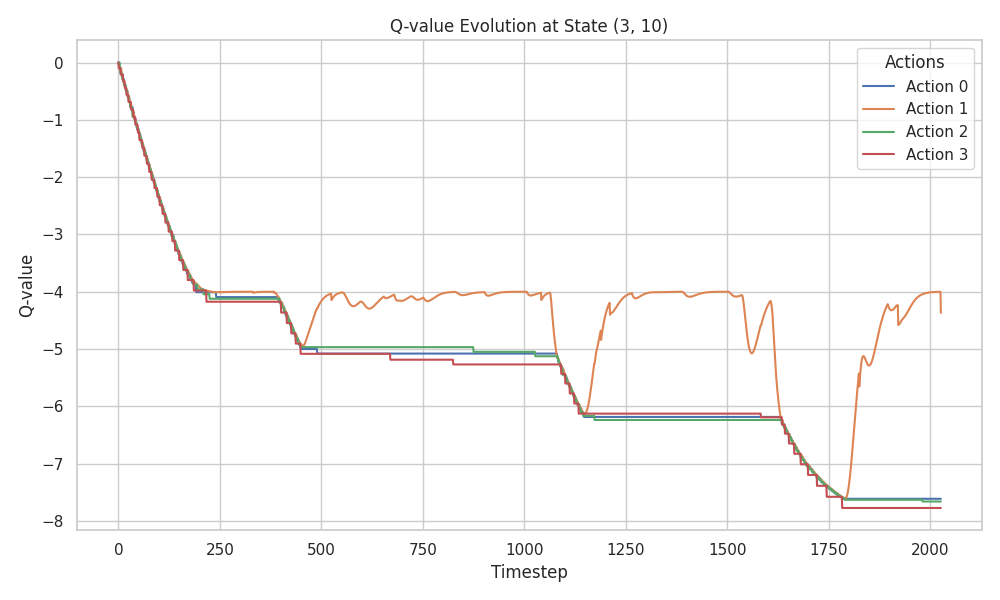 Q-value Evolution at State (3, 10)
Actions
Action 0
Action 1
Action 2
Action 3
Q-value
0
−1
−2
−3
−4
−5
−6
−7
−8
0 250 500 750 1000 1250 1500 1750 2000
Timestep